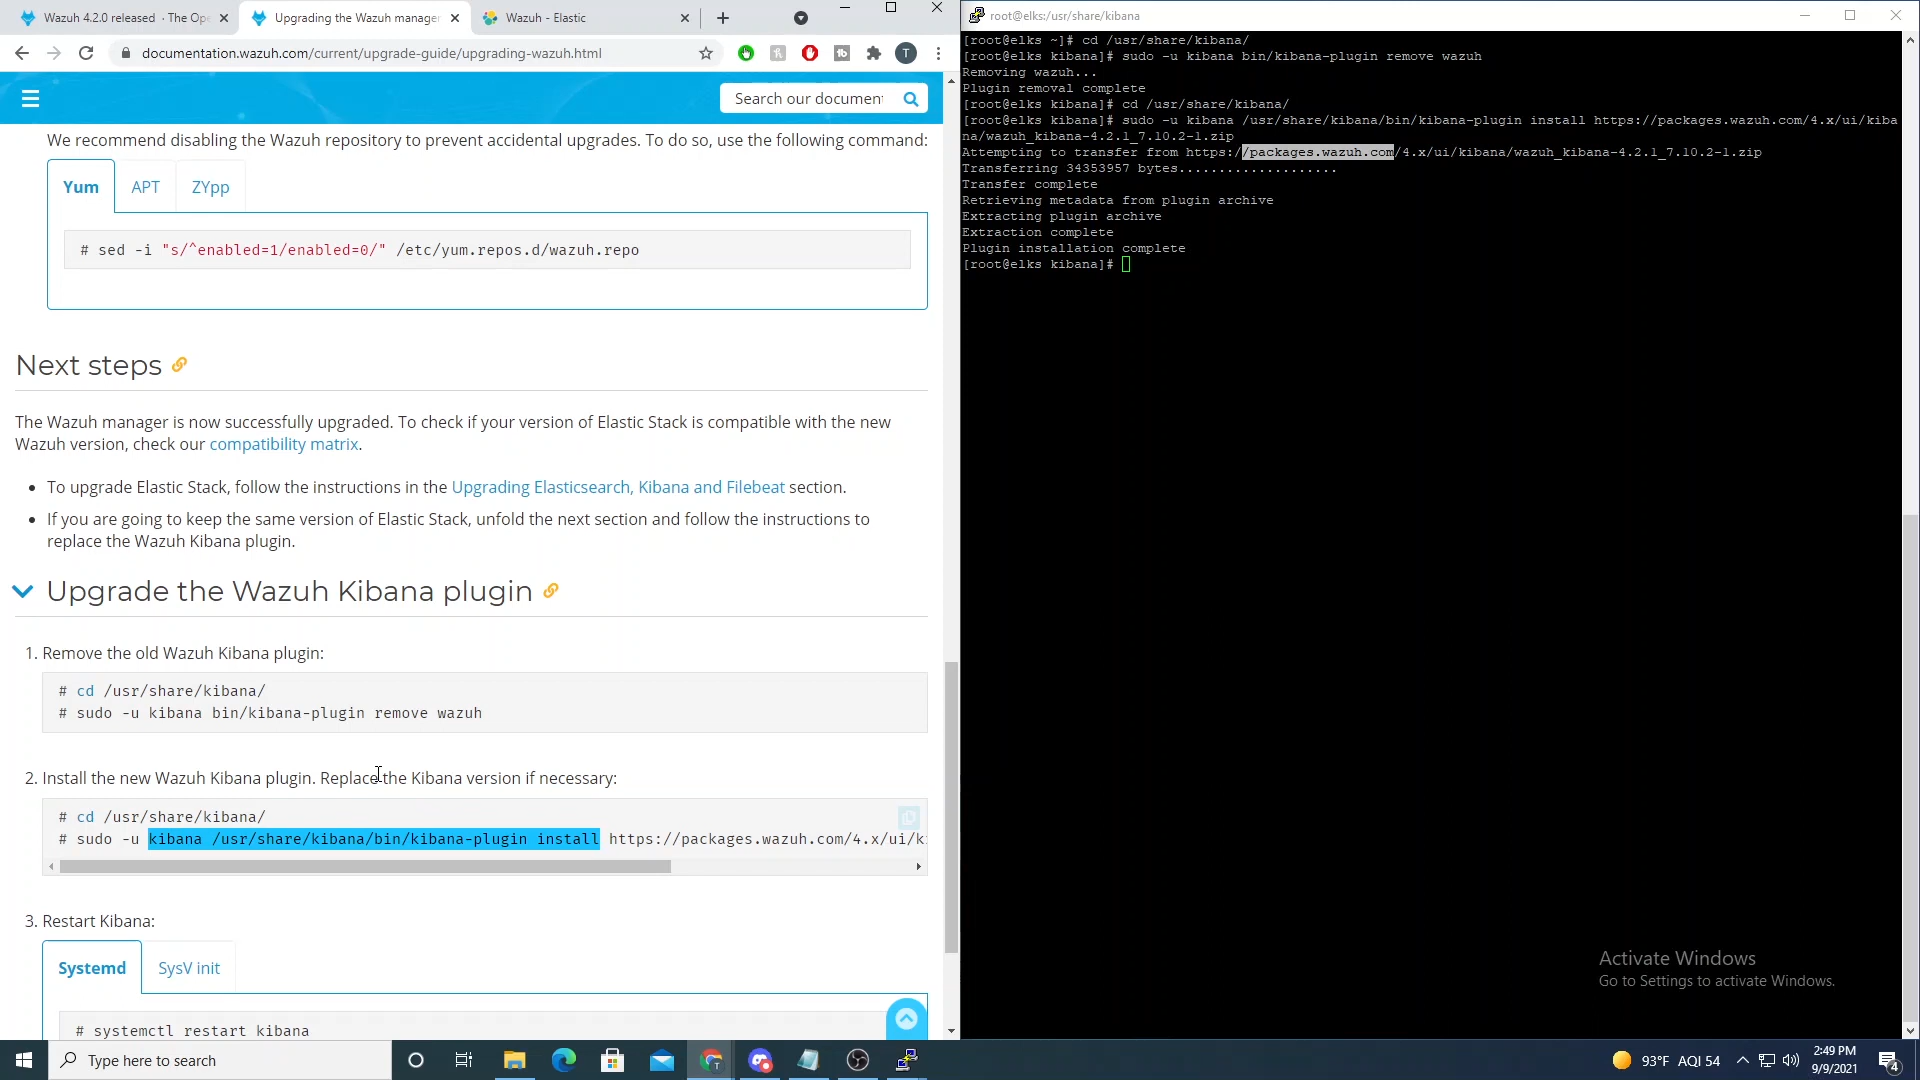 Wazuh 4.2.0 released · The Op
Upgrading the Wazuh manager
Wazuh - Elastic
documentation.wazuh.com/current/upgrade-guide/upgrading-wazuh.html
T
Search our document
We recommend disabling the Wazuh repository to prevent accidental upgrades. To do so, use the following command:
Yum
APT
ZYpp
# sed -i "s/^enabled=1/enabled=0/" /etc/yum.repos.d/wazuh.repo
Next steps
The Wazuh manager is now successfully upgraded. To check if your version of Elastic Stack is compatible with the new
Wazuh version, check our compatibility matrix.
• To upgrade Elastic Stack, follow the instructions in the Upgrading Elasticsearch, Kibana and Filebeat section.
• If you are going to keep the same version of Elastic Stack, unfold the next section and follow the instructions to
replace the Wazuh Kibana plugin.
Upgrade the Wazuh Kibana plugin
1. Remove the old Wazuh Kibana plugin:
# cd /usr/share/kibana/
# sudo -u kibana bin/kibana-plugin remove wazuh
2. Install the new Wazuh Kibana plugin. Replace the Kibana version if necessary:
# cd /usr/share/kibana/
# sudo -u kibana /usr/share/kibana/bin/kibana-plugin install https://packages.wazuh.com/4.x/ui/k
3. Restart Kibana:
Systemd
SysV init
# systemctl restart kibana
root@elks:/usr/share/kibana
[root@elks ~]# cd /usr/share/kibana/
[root@elks kibana]# sudo -u kibana bin/kibana-plugin remove wazuh
Removing wazuh...
Plugin removal complete
[root@elks kibana]# cd /usr/share/kibana/
[root@elks kibana]# sudo -u kibana /usr/share/kibana/bin/kibana-plugin install https://packages.wazuh.com/4.x/ui/kiba
na/wazuh_kibana-4.2.1_7.10.2-1.zip
Attempting to transfer from https://packages.wazuh.com/4.x/ui/kibana/wazuh_kibana-4.2.1_7.10.2-1.zip
Transferring 34353957 bytes....................
Transfer complete
Retrieving metadata from plugin archive
Extracting plugin archive
Extraction complete
Plugin installation complete
[root@elks kibana]#
Activate Windows
Go to Settings to activate Windows.
Type here to search
93°F AQI 54
2:49 PM
9/9/2021
4